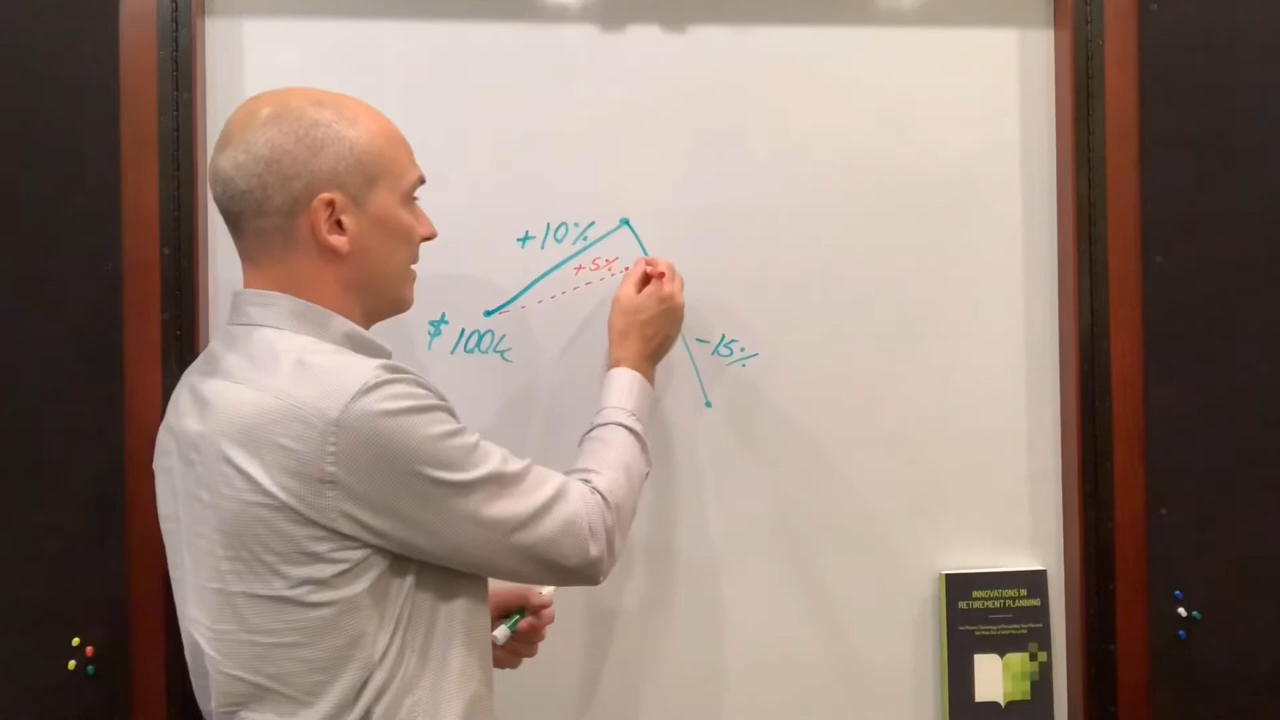 +10%
+5%
$100k
-15%
INNOVATIONS IN
RETIREMENT PLANNING